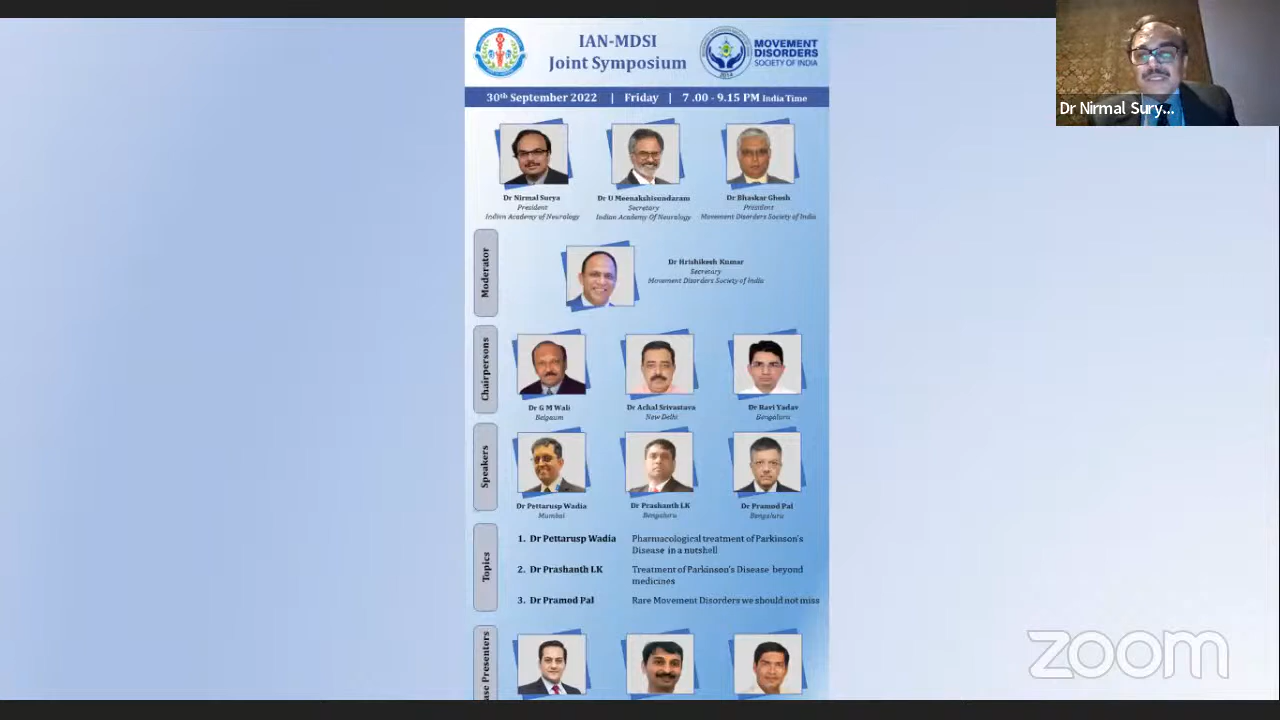 IAN-MDSI
Joint Symposium
MOVEMENT
DISORDERS
SOCIETY OF INDIA
2014
30th September 2022 | Friday | 7 .00 - 9.15 PM India Time
Dr Nirmal Sury...
Dr Nirmal Surya
President
Indian Academy of Neurology
Dr U Meenakshisundaram
Secretary
Indian Academy Of Neurology
Dr Bhaskar Ghosh
President
Movement Disorders Society of India
Moderator
Dr Hrishikesh Kumar
Secretary
Movement Disorders Society of India
Chairpersons
Dr G M Wali
Belgaum
Dr Achal Srivastava
New Delhi
Dr Ravi Yadav
Bengaluru
Speakers
Dr Pettarusp Wadia
Mumbai
Dr Prashanth LK
Bengaluru
Dr Pramod Pal
Bengaluru
Topics
1. Dr Pettarusp Wadia Pharmacological treatment of Parkinson's
Disease in a nutshell
2. Dr Prashanth LK Treatment of Parkinson's Disease beyond
medicines
3. Dr Pramod Pal Rare Movement Disorders we should not miss
ase Presenters
zoom